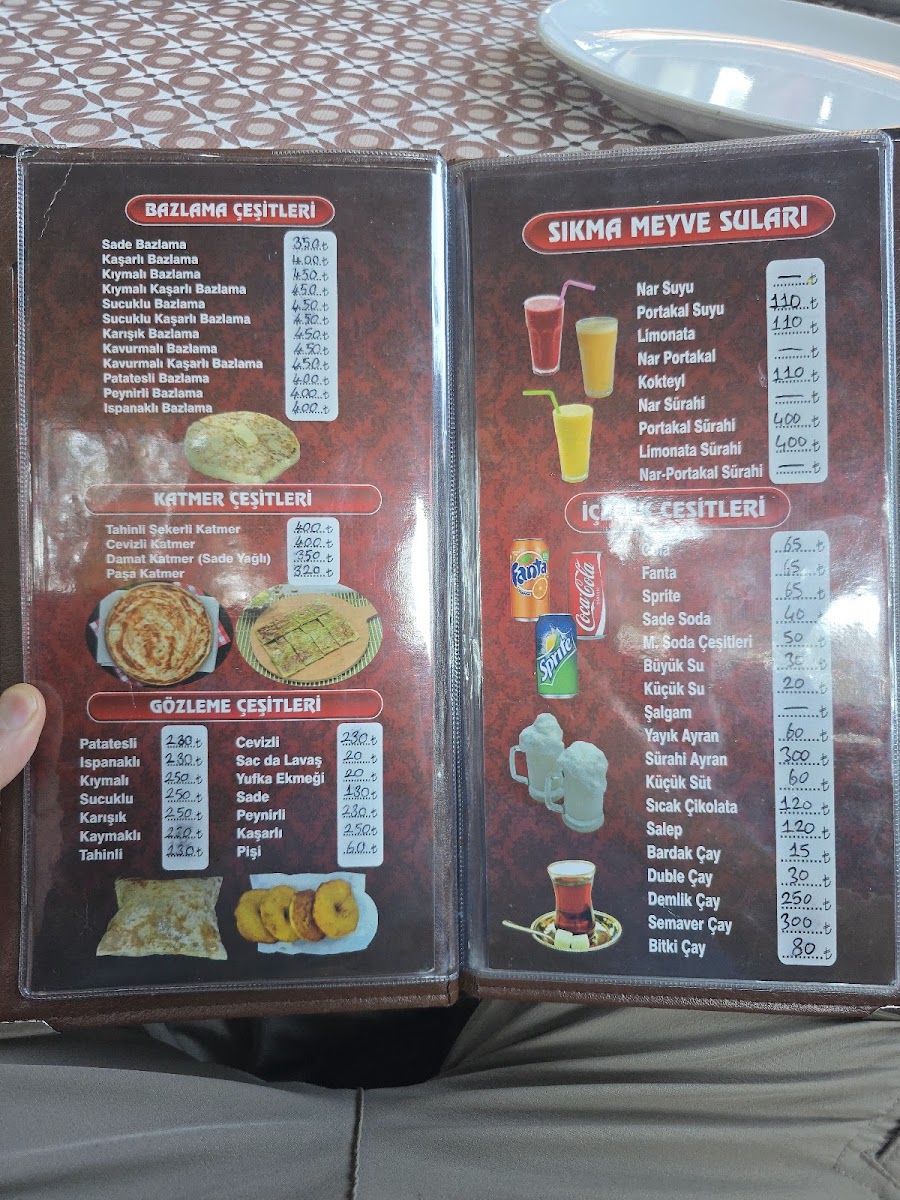 BAZLAMA ÇEŞİTLERİ
Sade Bazlama 350 ₺
Kaşarlı Bazlama 400 ₺
Kıymalı Bazlama 450 ₺
Kıymalı Kaşarlı Bazlama 450 ₺
Sucuklu Bazlama 450 ₺
Sucuklu Kaşarlı Bazlama 450 ₺
Karışık Bazlama 450 ₺
Kavurmalı Bazlama 450 ₺
Kavurmalı Kaşarlı Bazlama 450 ₺
Patatesli Bazlama 400 ₺
Peynirli Bazlama 400 ₺
Ispanaklı Bazlama 400 ₺
KATMER ÇEŞİTLERİ
Tahinli Şekerli Katmer 400 ₺
Cevizli Katmer 400 ₺
Damat Katmer (Sade Yağlı) 350 ₺
Paşa Katmer 320 ₺
GÖZLEME ÇEŞİTLERİ
Patatesli 230 ₺
Ispanaklı 230 ₺
Kıymalı 250 ₺
Sucuklu 250 ₺
Karışık 250 ₺
Kaymaklı ₺
Tahinli ₺
Cevizli 230 ₺
Sac da Lavaş 20 ₺
Yufka Ekmeği 20 ₺
Sade ₺
Peynirli 230 ₺
Kaşarlı 250 ₺
Pişi 60 ₺
SIKMA MEYVE SULARI
Nar Suyu — ₺
Portakal Suyu 110 ₺
Limonata 110 ₺
Nar Portakal — ₺
Kokteyl 110 ₺
Nar Sürahi — ₺
Portakal Sürahi 400 ₺
Limonata Sürahi 400 ₺
Nar-Portakal Sürahi — ₺
ÇEŞİTLERİ
Fanta
Coca-Cola
Sprite
65 ₺
Fanta 65 ₺
Sprite 65 ₺
Sade Soda 40 ₺
M. Soda Çeşitleri 50 ₺
Büyük Su 30 ₺
Küçük Su 20 ₺
Şalgam — ₺
Yayık Ayran 60 ₺
Sürahi Ayran 300 ₺
Küçük Süt 60 ₺
Sıcak Çikolata 120 ₺
Salep 120 ₺
Bardak Çay 15 ₺
Duble Çay 30 ₺
Demlik Çay 250 ₺
Semaver Çay 300 ₺
Bitki Çay 80 ₺